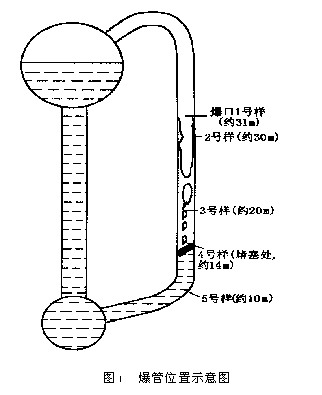 爆口1号样
(约31m)
2号样(约30m)
3号样(约20m)
4号样(堵塞处,
约14m)
5号样(约10m)
图1 爆管位置示意图